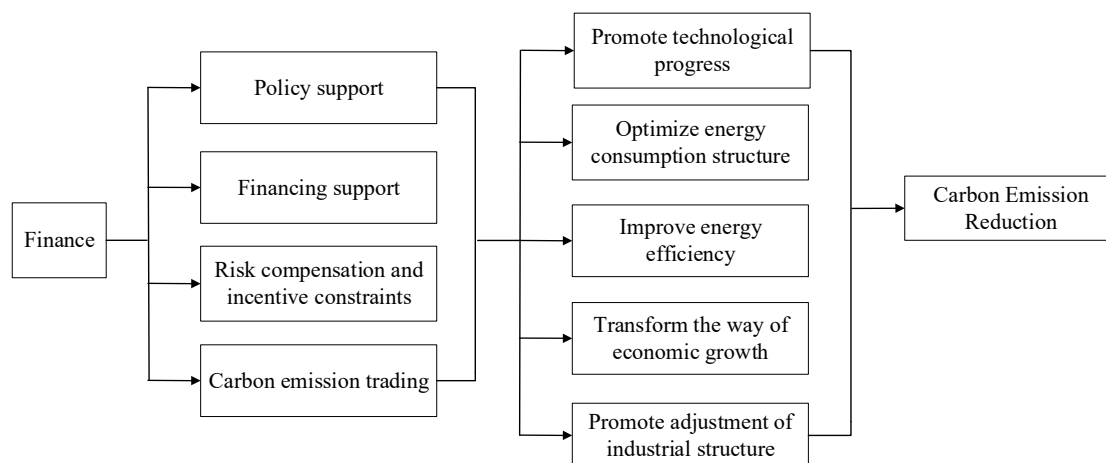 Finance
Policy support
Financing support
Risk compensation and
incentive constraints
Carbon emission trading
Promote technological
progress
Optimize energy
consumption structure
Improve energy
efficiency
Transform the way of
economic growth
Promote adjustment of
industrial structure
Carbon Emission
Reduction